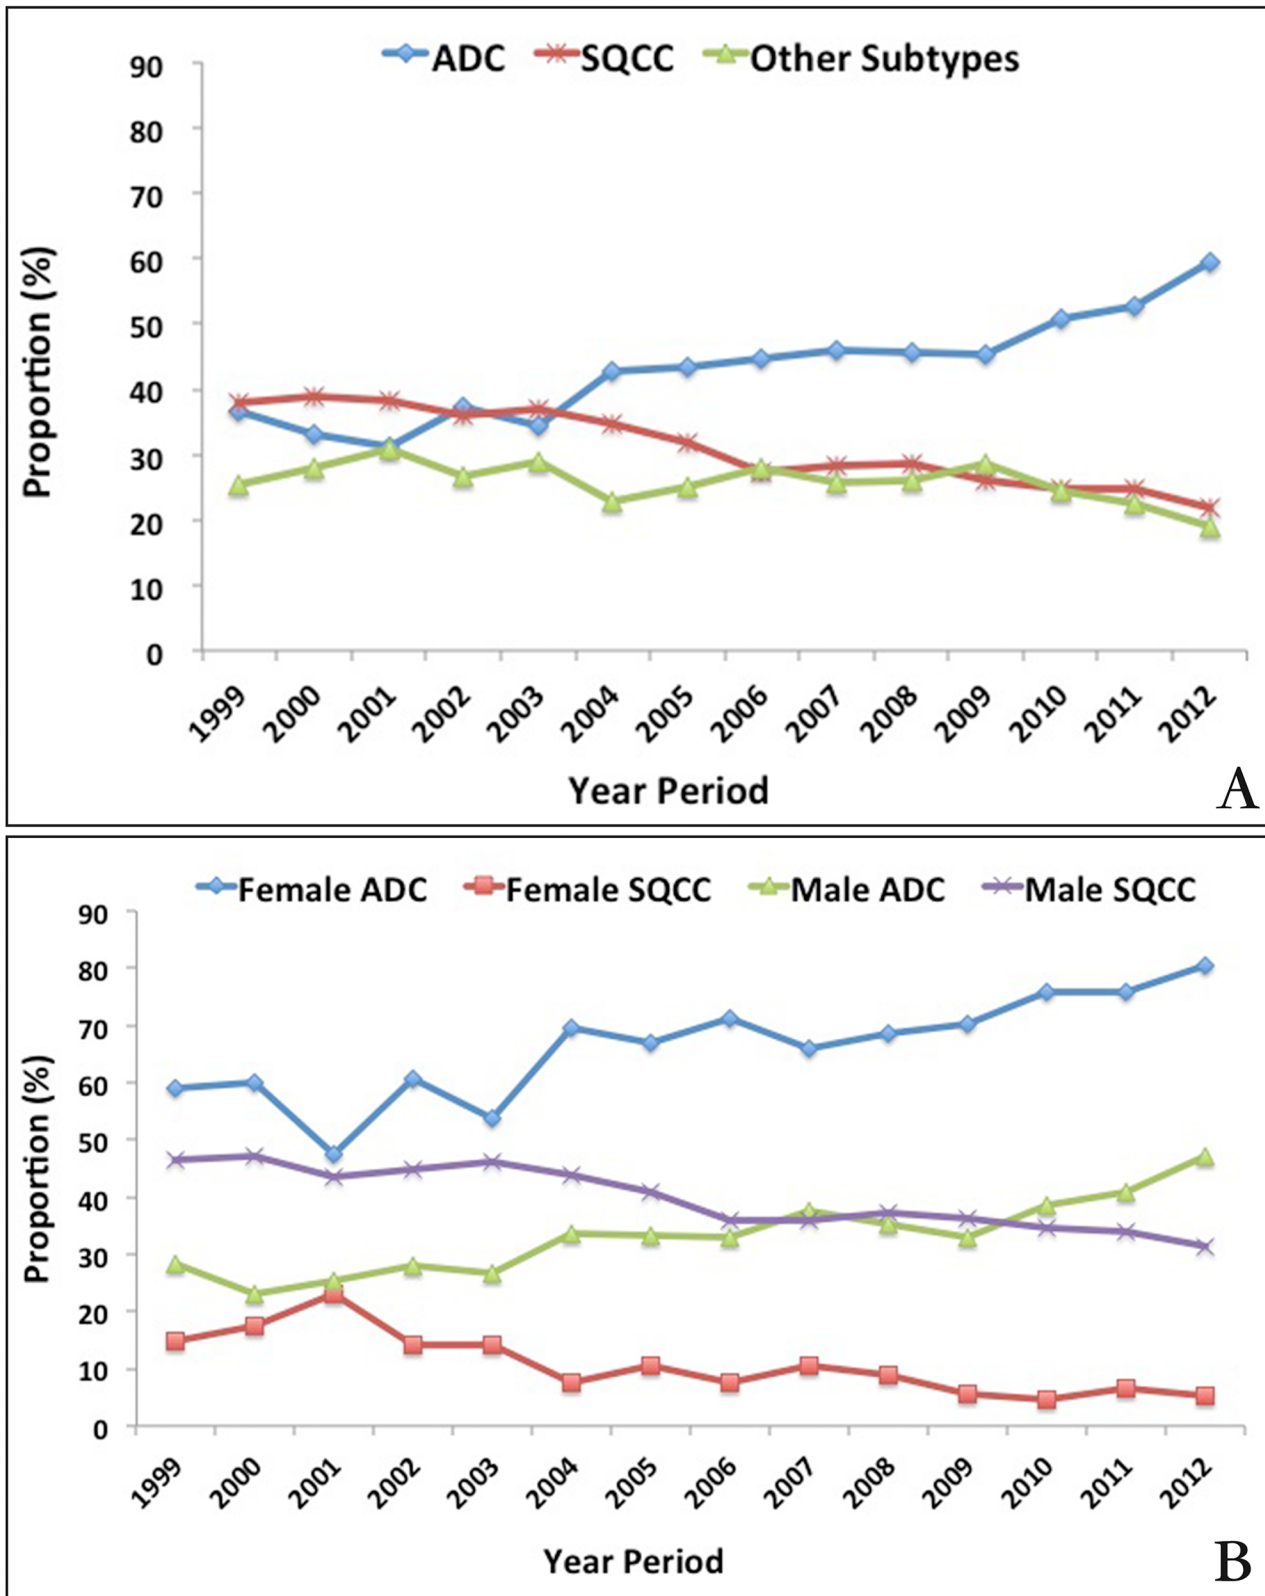 ADC SQCC Other Subtypes
90
80
70
60
50
40
30
20
10
0
Proportion (%)
1999 2000 2001 2002 2003 2004 2005 2006 2007 2008 2009 2010 2011 2012
Year Period
A
Female ADC Female SQCC Male ADC Male SQCC
90
80
70
60
50
40
30
20
10
0
Proportion (%)
1999 2000 2001 2002 2003 2004 2005 2006 2007 2008 2009 2010 2011 2012
Year Period
B